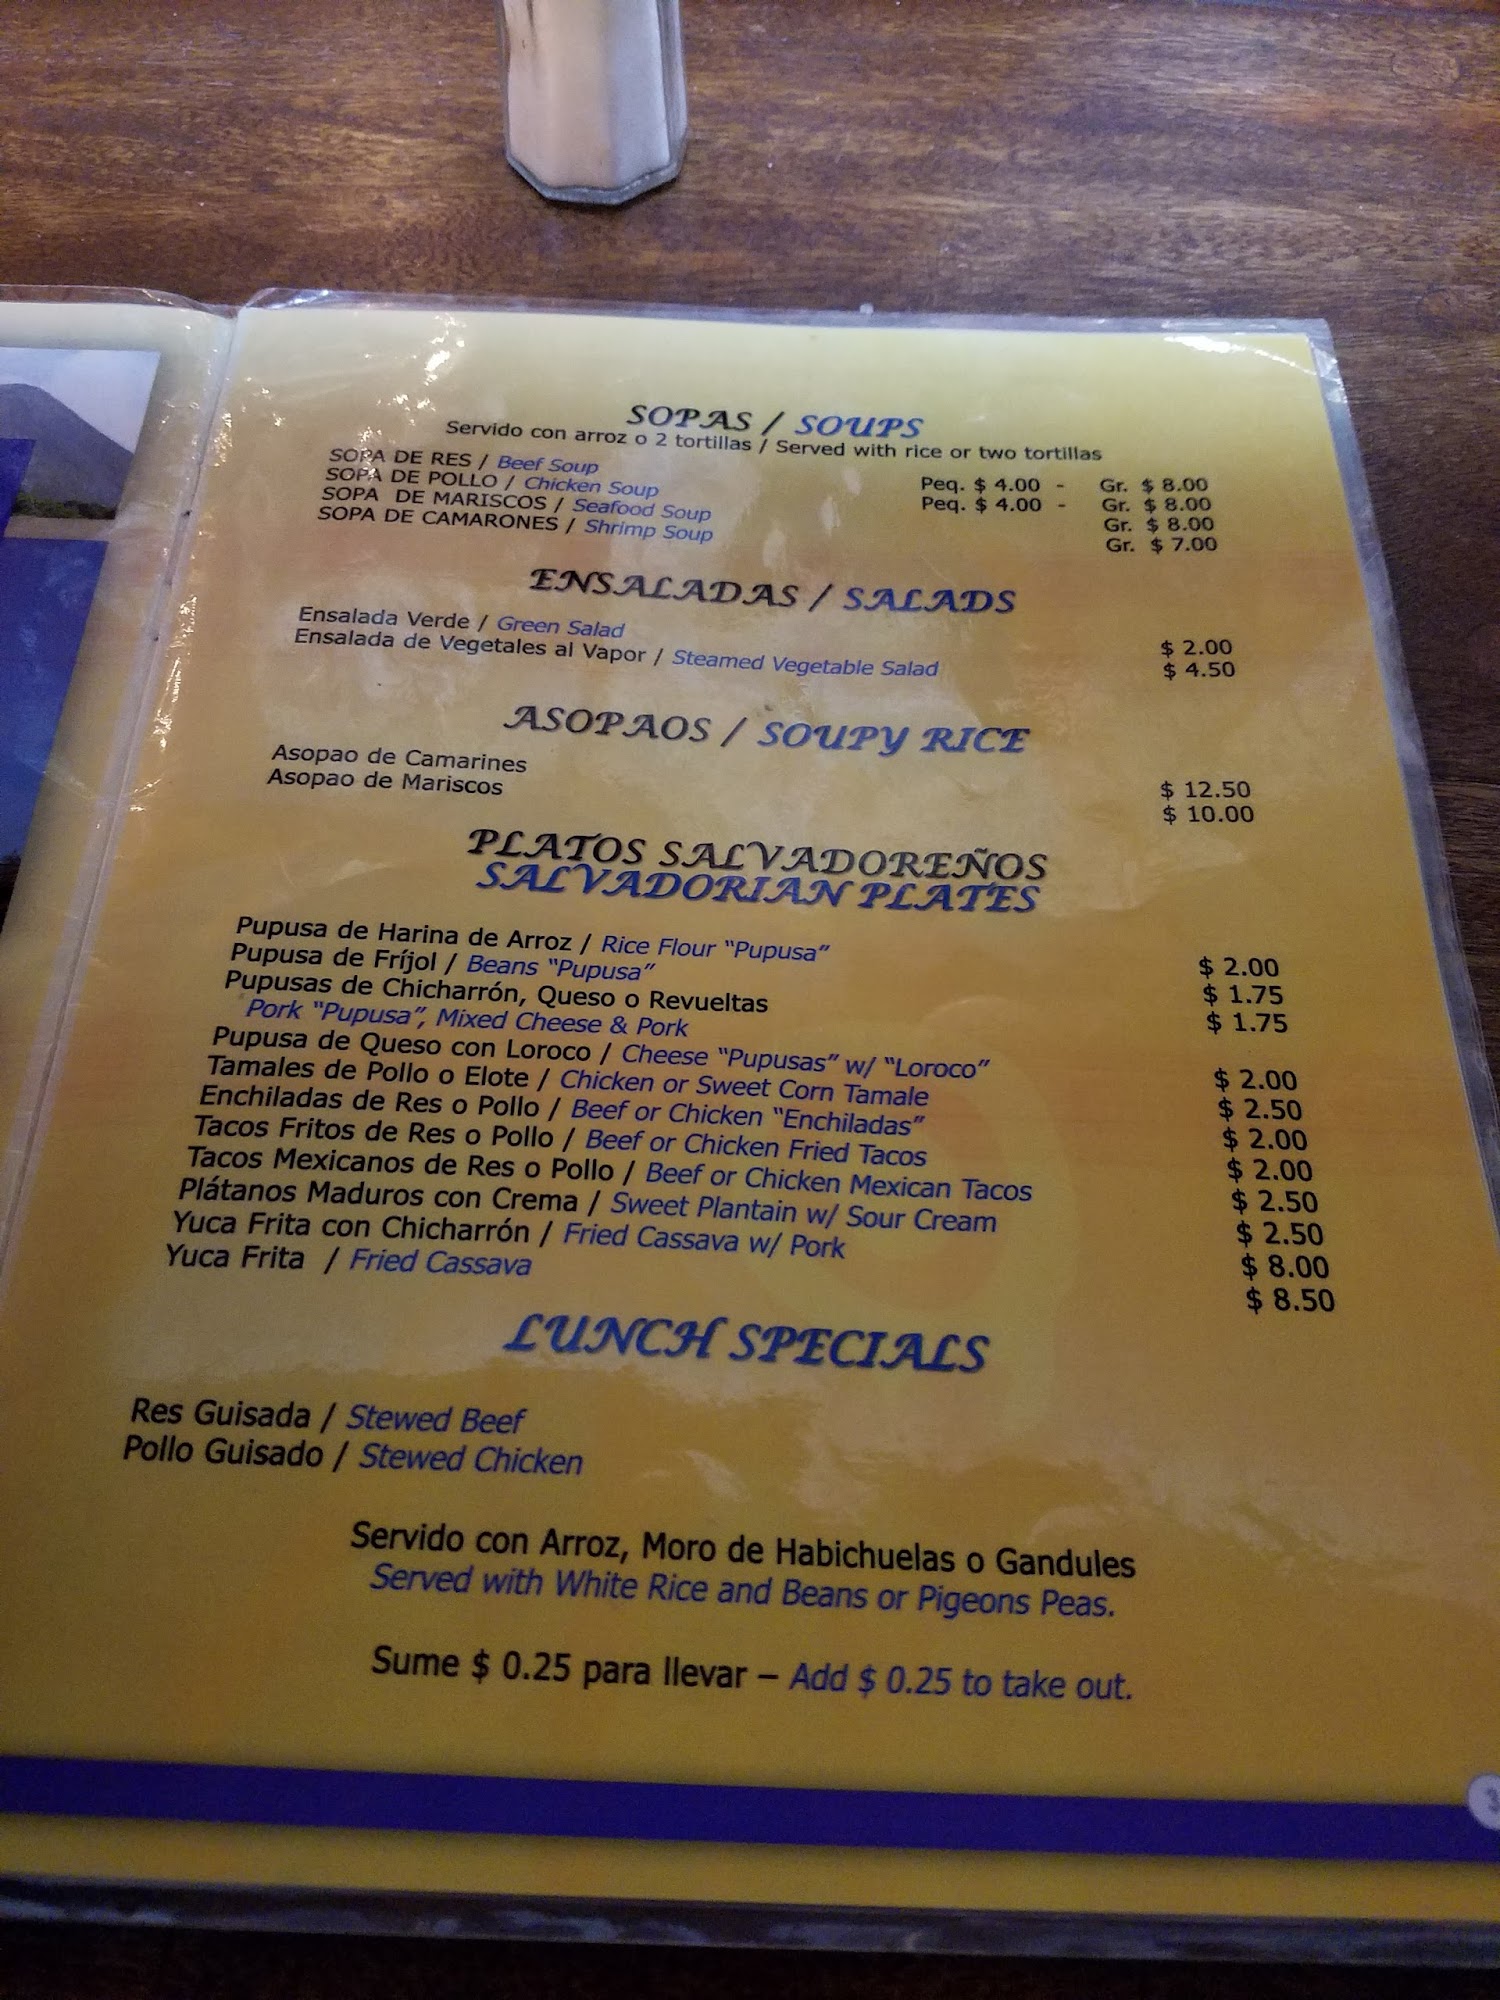 SOPAS / SOUPS
Servido con arroz o 2 tortillas / Served with rice or two tortillas
SOPA DE RES / Beef Soup Peq. $ 4.00 - Gr. $ 8.00
SOPA DE POLLO / Chicken Soup Peq. $ 4.00 - Gr. $ 8.00
SOPA DE MARISCOS / Seafood Soup Gr. $ 8.00
SOPA DE CAMARONES / Shrimp Soup Gr. $ 7.00
ENSALADAS / SALADS
Ensalada Verde / Green Salad $ 2.00
Ensalada de Vegetales al Vapor / Steamed Vegetable Salad $ 4.50
ASOPAOS / SOUPY RICE
Asopao de Camarines $ 12.50
Asopao de Mariscos $ 10.00
PLATOS SALVADOREÑOS
SALVADORIAN PLATES
Pupusa de Harina de Arroz / Rice Flour “Pupusa” $ 2.00
Pupusa de Fríjol / Beans “Pupusa” $ 1.75
Pupusas de Chicharrón, Queso o Revueltas $ 1.75
Pork “Pupusa”, Mixed Cheese & Pork
Pupusa de Queso con Loroco / Cheese “Pupusas” w/ “Loroco” $ 2.00
Tamales de Pollo o Elote / Chicken or Sweet Corn Tamale $ 2.50
Enchiladas de Res o Pollo / Beef or Chicken “Enchiladas” $ 2.00
Tacos Fritos de Res o Pollo / Beef or Chicken Fried Tacos $ 2.00
Tacos Mexicanos de Res o Pollo / Beef or Chicken Mexican Tacos $ 2.50
Plátanos Maduros con Crema / Sweet Plantain w/ Sour Cream $ 2.50
Yuca Frita con Chicharrón / Fried Cassava w/ Pork $ 8.00
Yuca Frita / Fried Cassava $ 8.50
LUNCH SPECIALS
Res Guisada / Stewed Beef
Pollo Guisado / Stewed Chicken
Servido con Arroz, Moro de Habichuelas o Gandules
Served with White Rice and Beans or Pigeons Peas.
Sume $ 0.25 para llevar – Add $ 0.25 to take out.
3